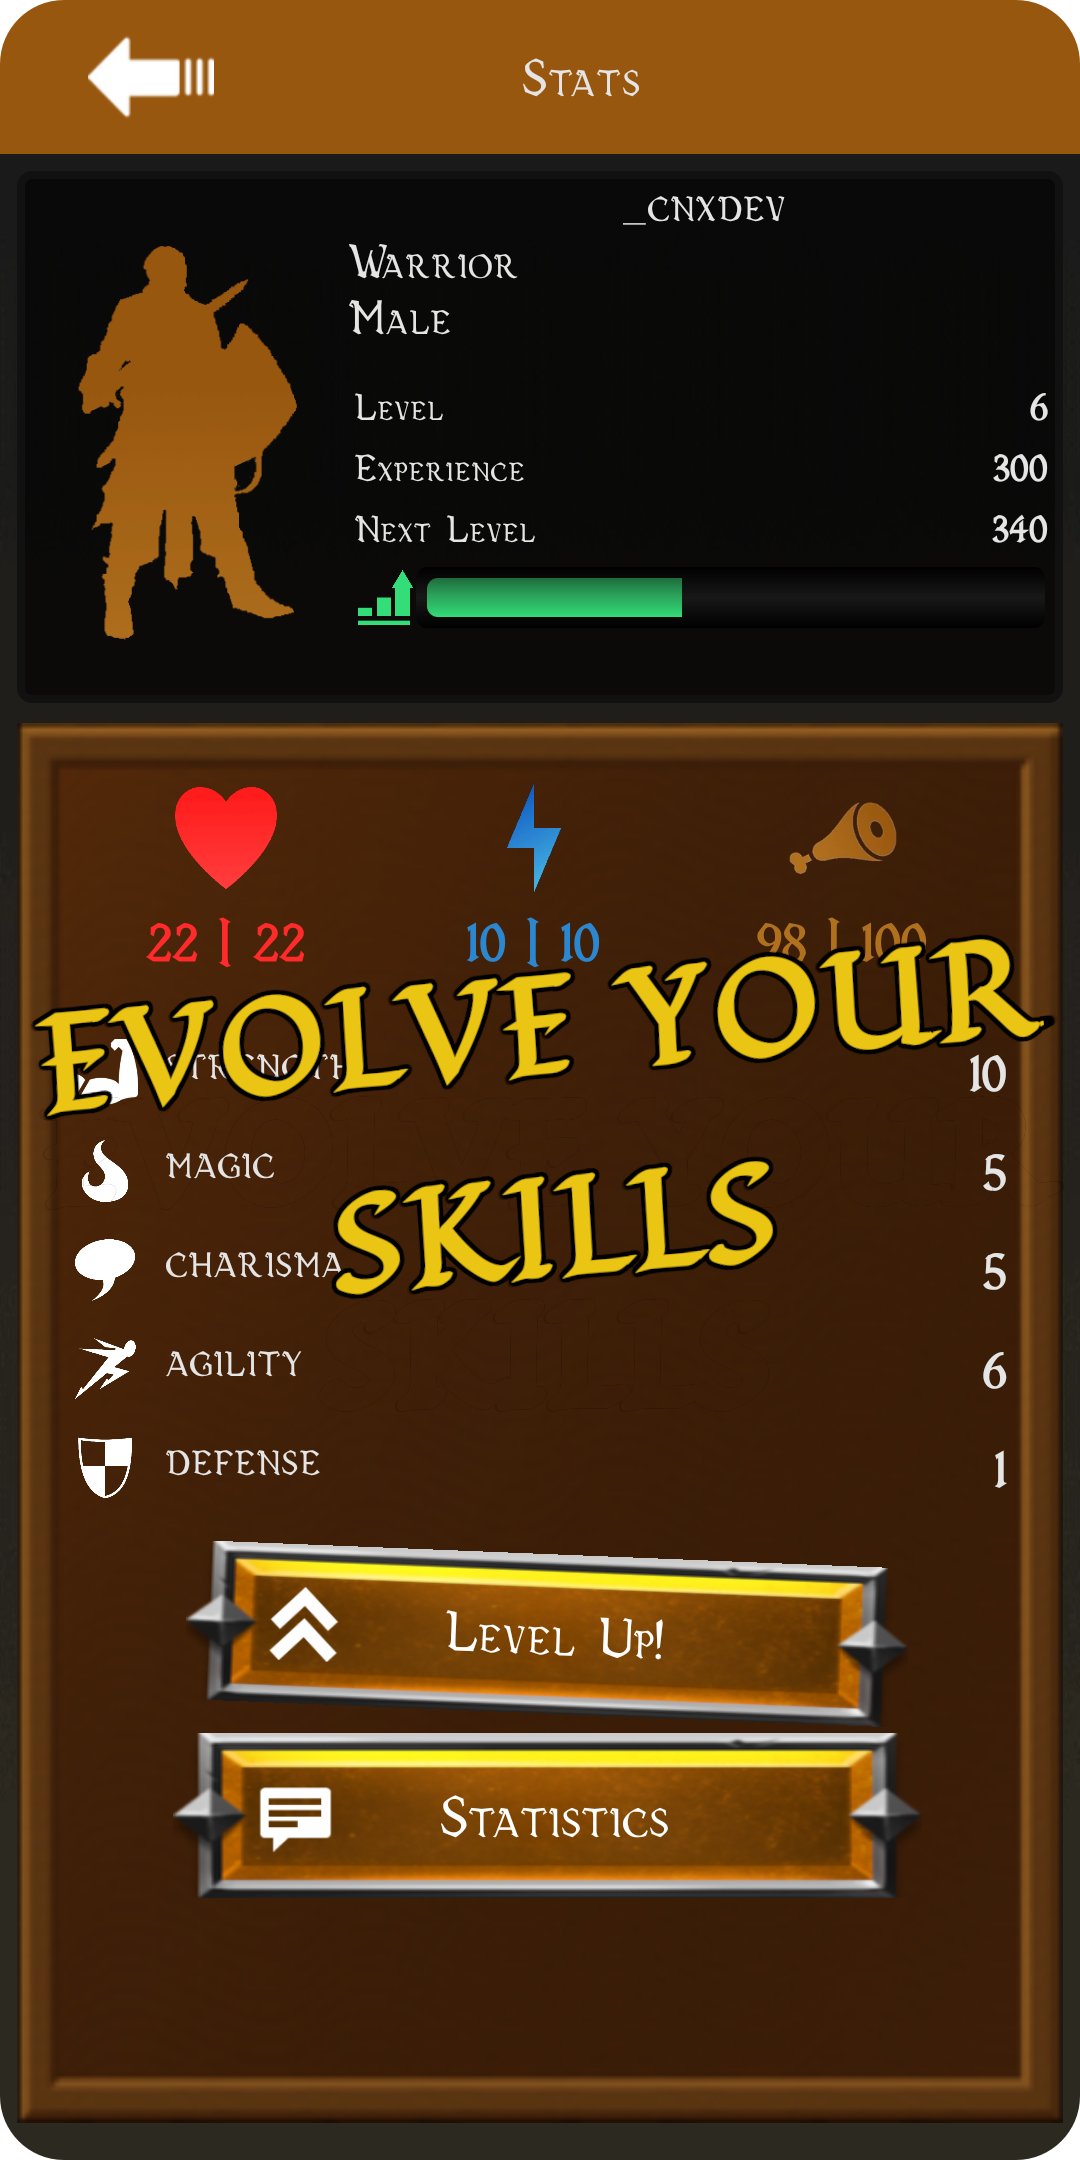 Stats
_cnxdev
Warrior
Male
Level 6
Experience 300
Next Level 340
22 | 22 10 | 10 98 | 100
EVOLVE YOUR
STRENGTH 10
MAGIC 5
SKILLS
CHARISMA 5
AGILITY 6
DEFENSE 1
Level Up!
Statistics